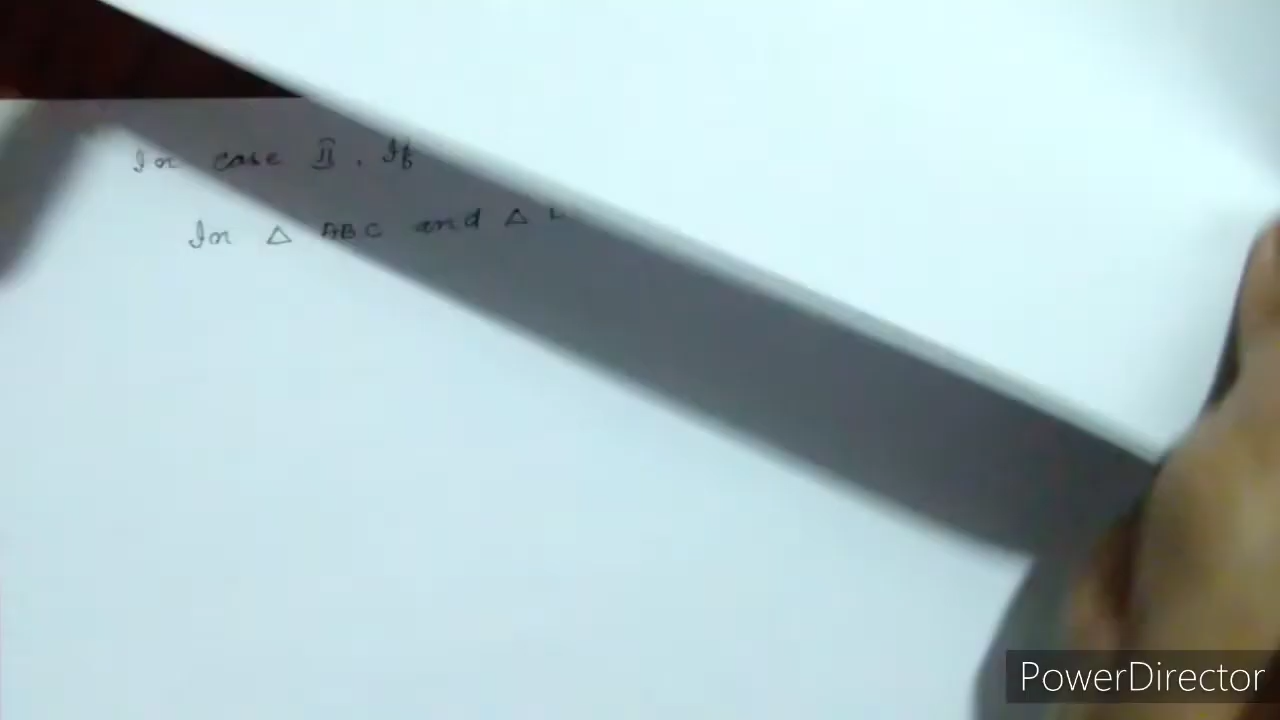 In case II. If
In △ ABC and △
PowerDirector